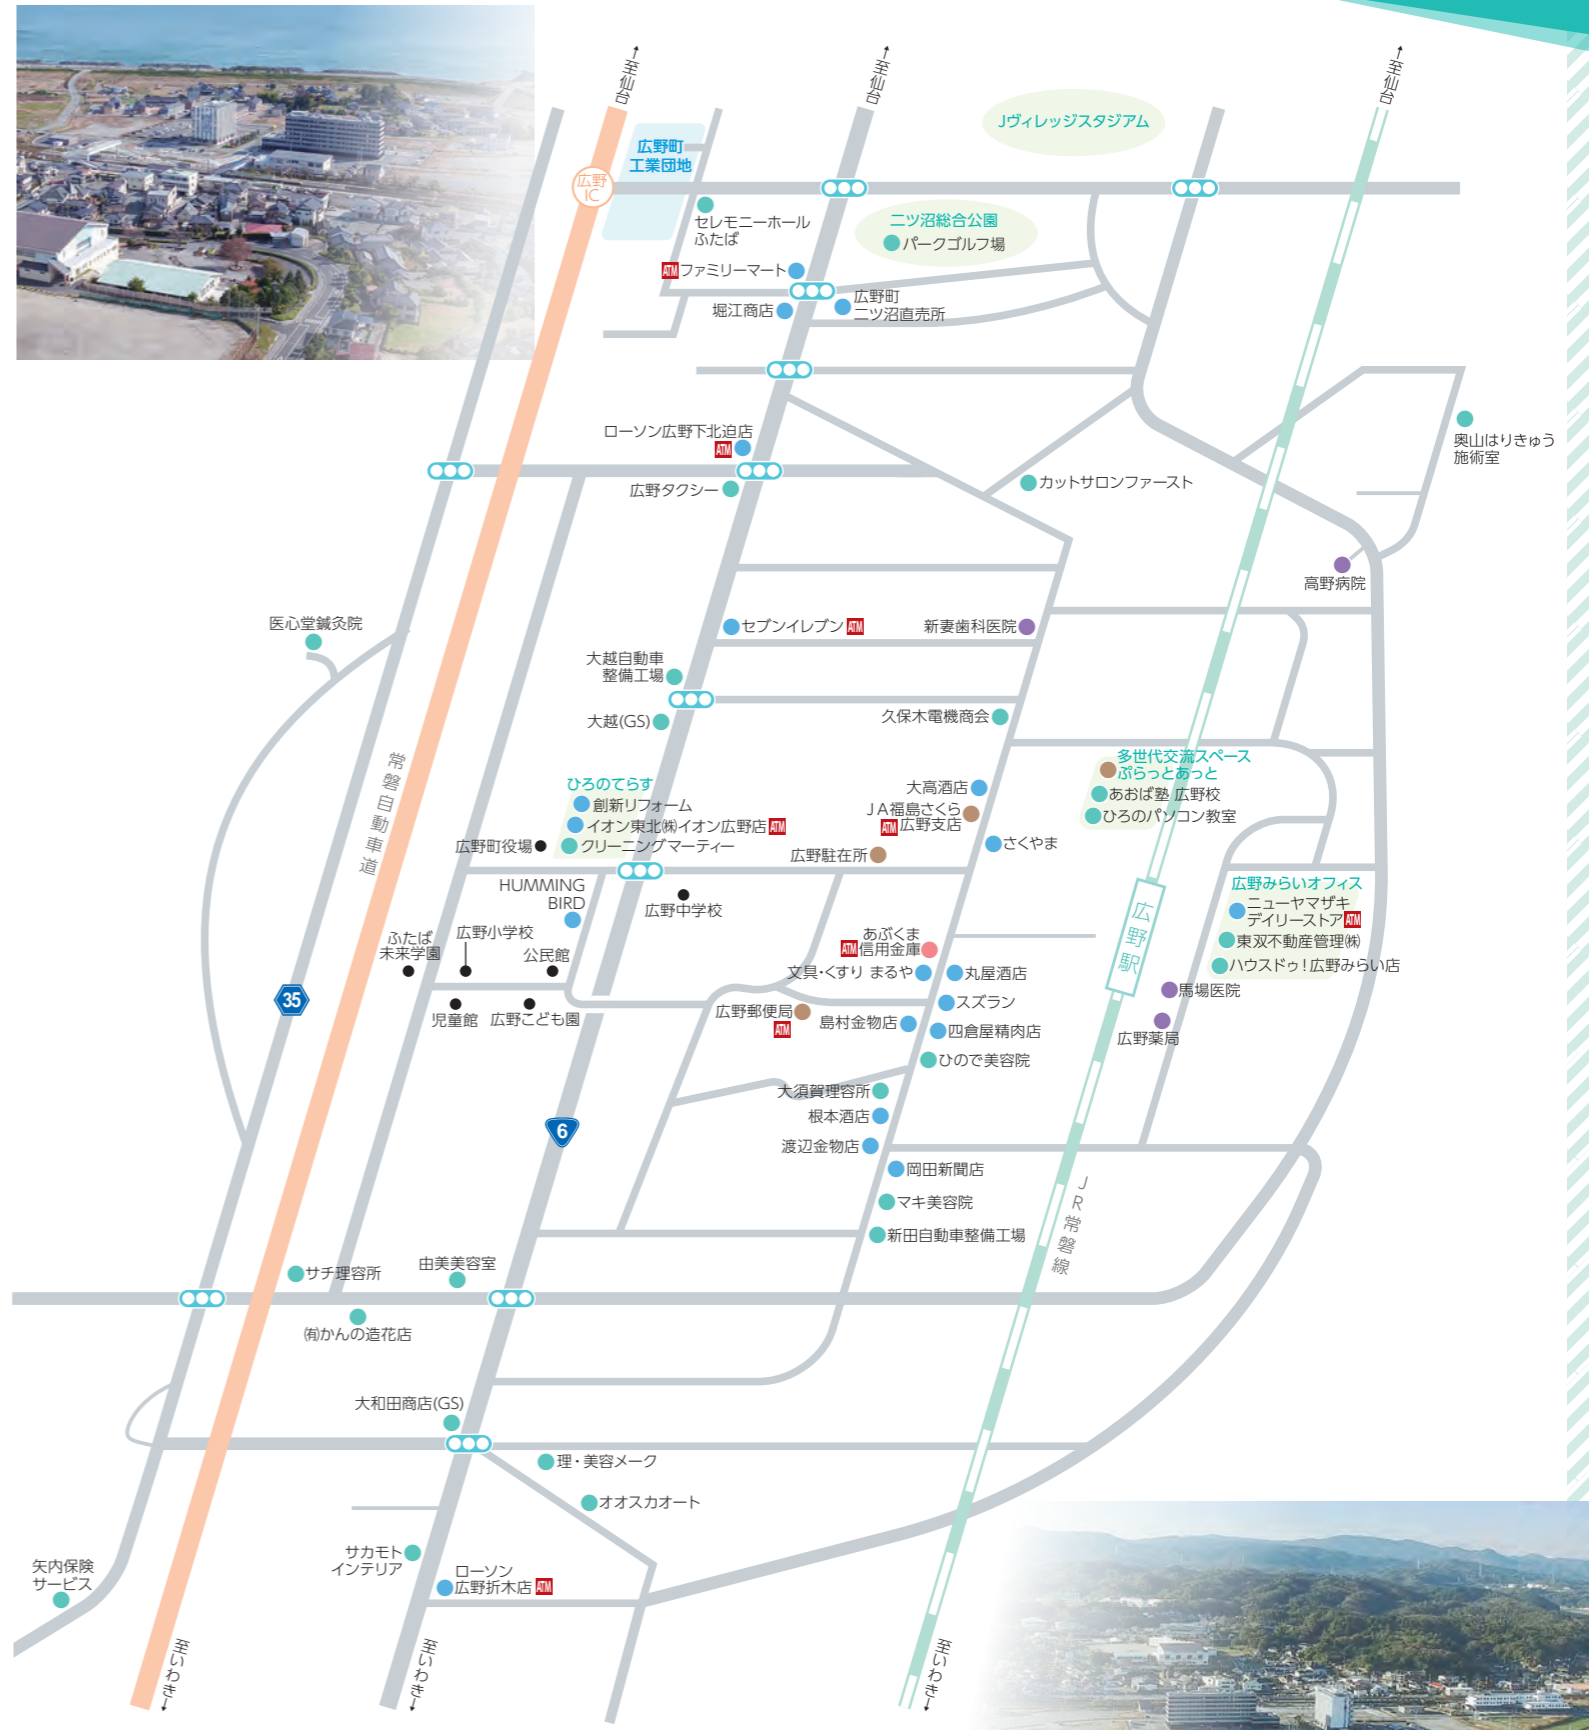 ↑至仙台
↑至仙台
↑至仙台
Jヴィレッジスタジアム
広野町
工業団地
広野
IC
セレモニーホール
ふたば
二ツ沼総合公園
パークゴルフ場
ATM ファミリーマート
堀江商店
広野町
二ツ沼直売所
ローソン広野下北迫店
ATM
広野タクシー
カットサロンファースト
奥山はりきゅう
施術室
高野病院
医心堂鍼灸院
セブンイレブン ATM
新妻歯科医院
大越自動車
整備工場
大越(GS)
久保木電機商会
常磐自動車道
ひろのてらす
創新リフォーム
イオン東北㈱イオン広野店 ATM
クリーニングマーティー
広野町役場
多世代交流スペース
ぷらっとあっと
あおば塾 広野校
ひろのパソコン教室
大高酒店
JA福島さくら
ATM 広野支店
さくやま
広野駐在所
HUMMING
BIRD
広野中学校
広野みらいオフィス
ニューヤマザキ
デイリーストア ATM
東双不動産管理㈱
ハウスドゥ!広野みらい店
広野駅
ふたば
未来学園
広野小学校
公民館
あぶくま
ATM 信用金庫
文具・くすり まるや
丸屋酒店
35
児童館
広野こども園
広野郵便局
ATM
島村金物店
スズラン
四倉屋精肉店
馬場医院
広野薬局
ひので美容院
大須賀理容所
根本酒店
6
渡辺金物店
岡田新聞店
マキ美容院
JR常磐線
新田自動車整備工場
サチ理容所
由美美容室
㈲かんの造花店
大和田商店(GS)
理・美容メーク
オオスカオート
サカモト
インテリア
矢内保険
サービス
ローソン
広野折木店 ATM
至いわき↓
至いわき↓
至いわき↓